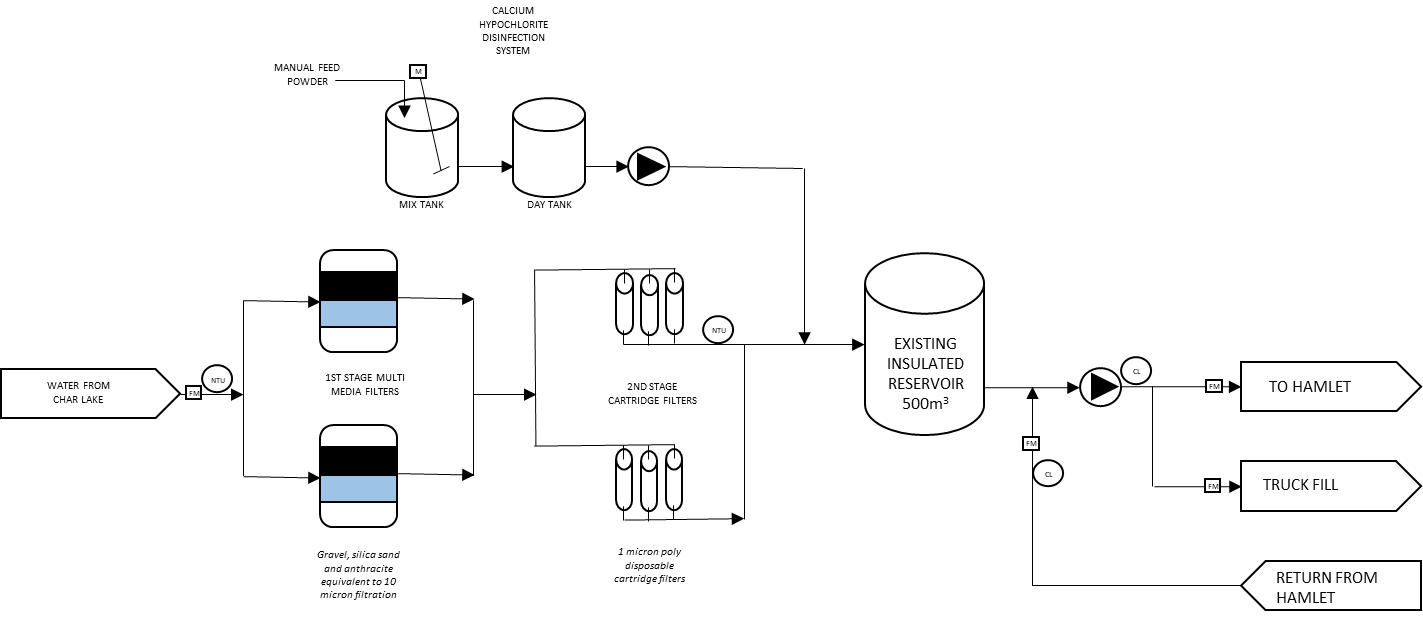 CALCIUM
HYPOCHLORITE
DISINFECTION
SYSTEM
MANUAL FEED
POWDER
M
MIX TANK
DAY TANK
WATER FROM
CHAR LAKE
FM
NTU
1ST STAGE MULTI
MEDIA FILTERS
Gravel, silica sand
and anthracite
equivalent to 10
micron filtration
2ND STAGE
CARTRIDGE FILTERS
1 micron poly
disposable
cartridge filters
NTU
EXISTING
INSULATED
RESERVOIR
500m³
CL
FM
TO HAMLET
FM
TRUCK FILL
FM
CL
RETURN FROM
HAMLET